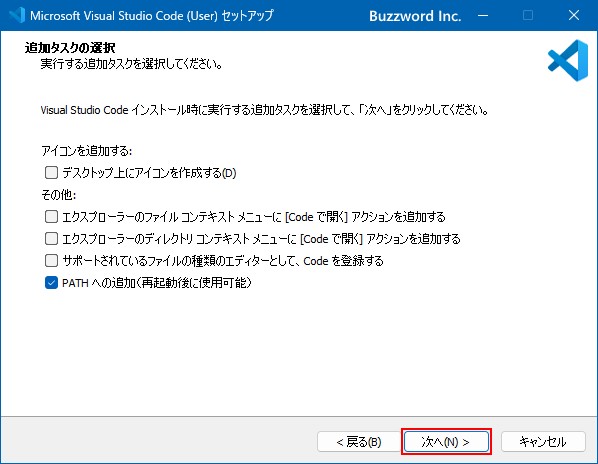 Microsoft Visual Studio Code (User) セットアップ
Buzzword Inc.
追加タスクの選択
実行する追加タスクを選択してください。
Visual Studio Code インストール時に実行する追加タスクを選択して、「次へ」をクリックしてください。
アイコンを追加する:
デスクトップ上にアイコンを作成する(D)
その他:
エクスプローラーのファイル コンテキスト メニューに [Code で開く] アクションを追加する
エクスプローラーのディレクトリ コンテキスト メニューに [Code で開く] アクションを追加する
サポートされているファイルの種類のエディターとして、Code を登録する
PATH への追加（再起動後に使用可能）
< 戻る(B)
次へ(N) >
キャンセル